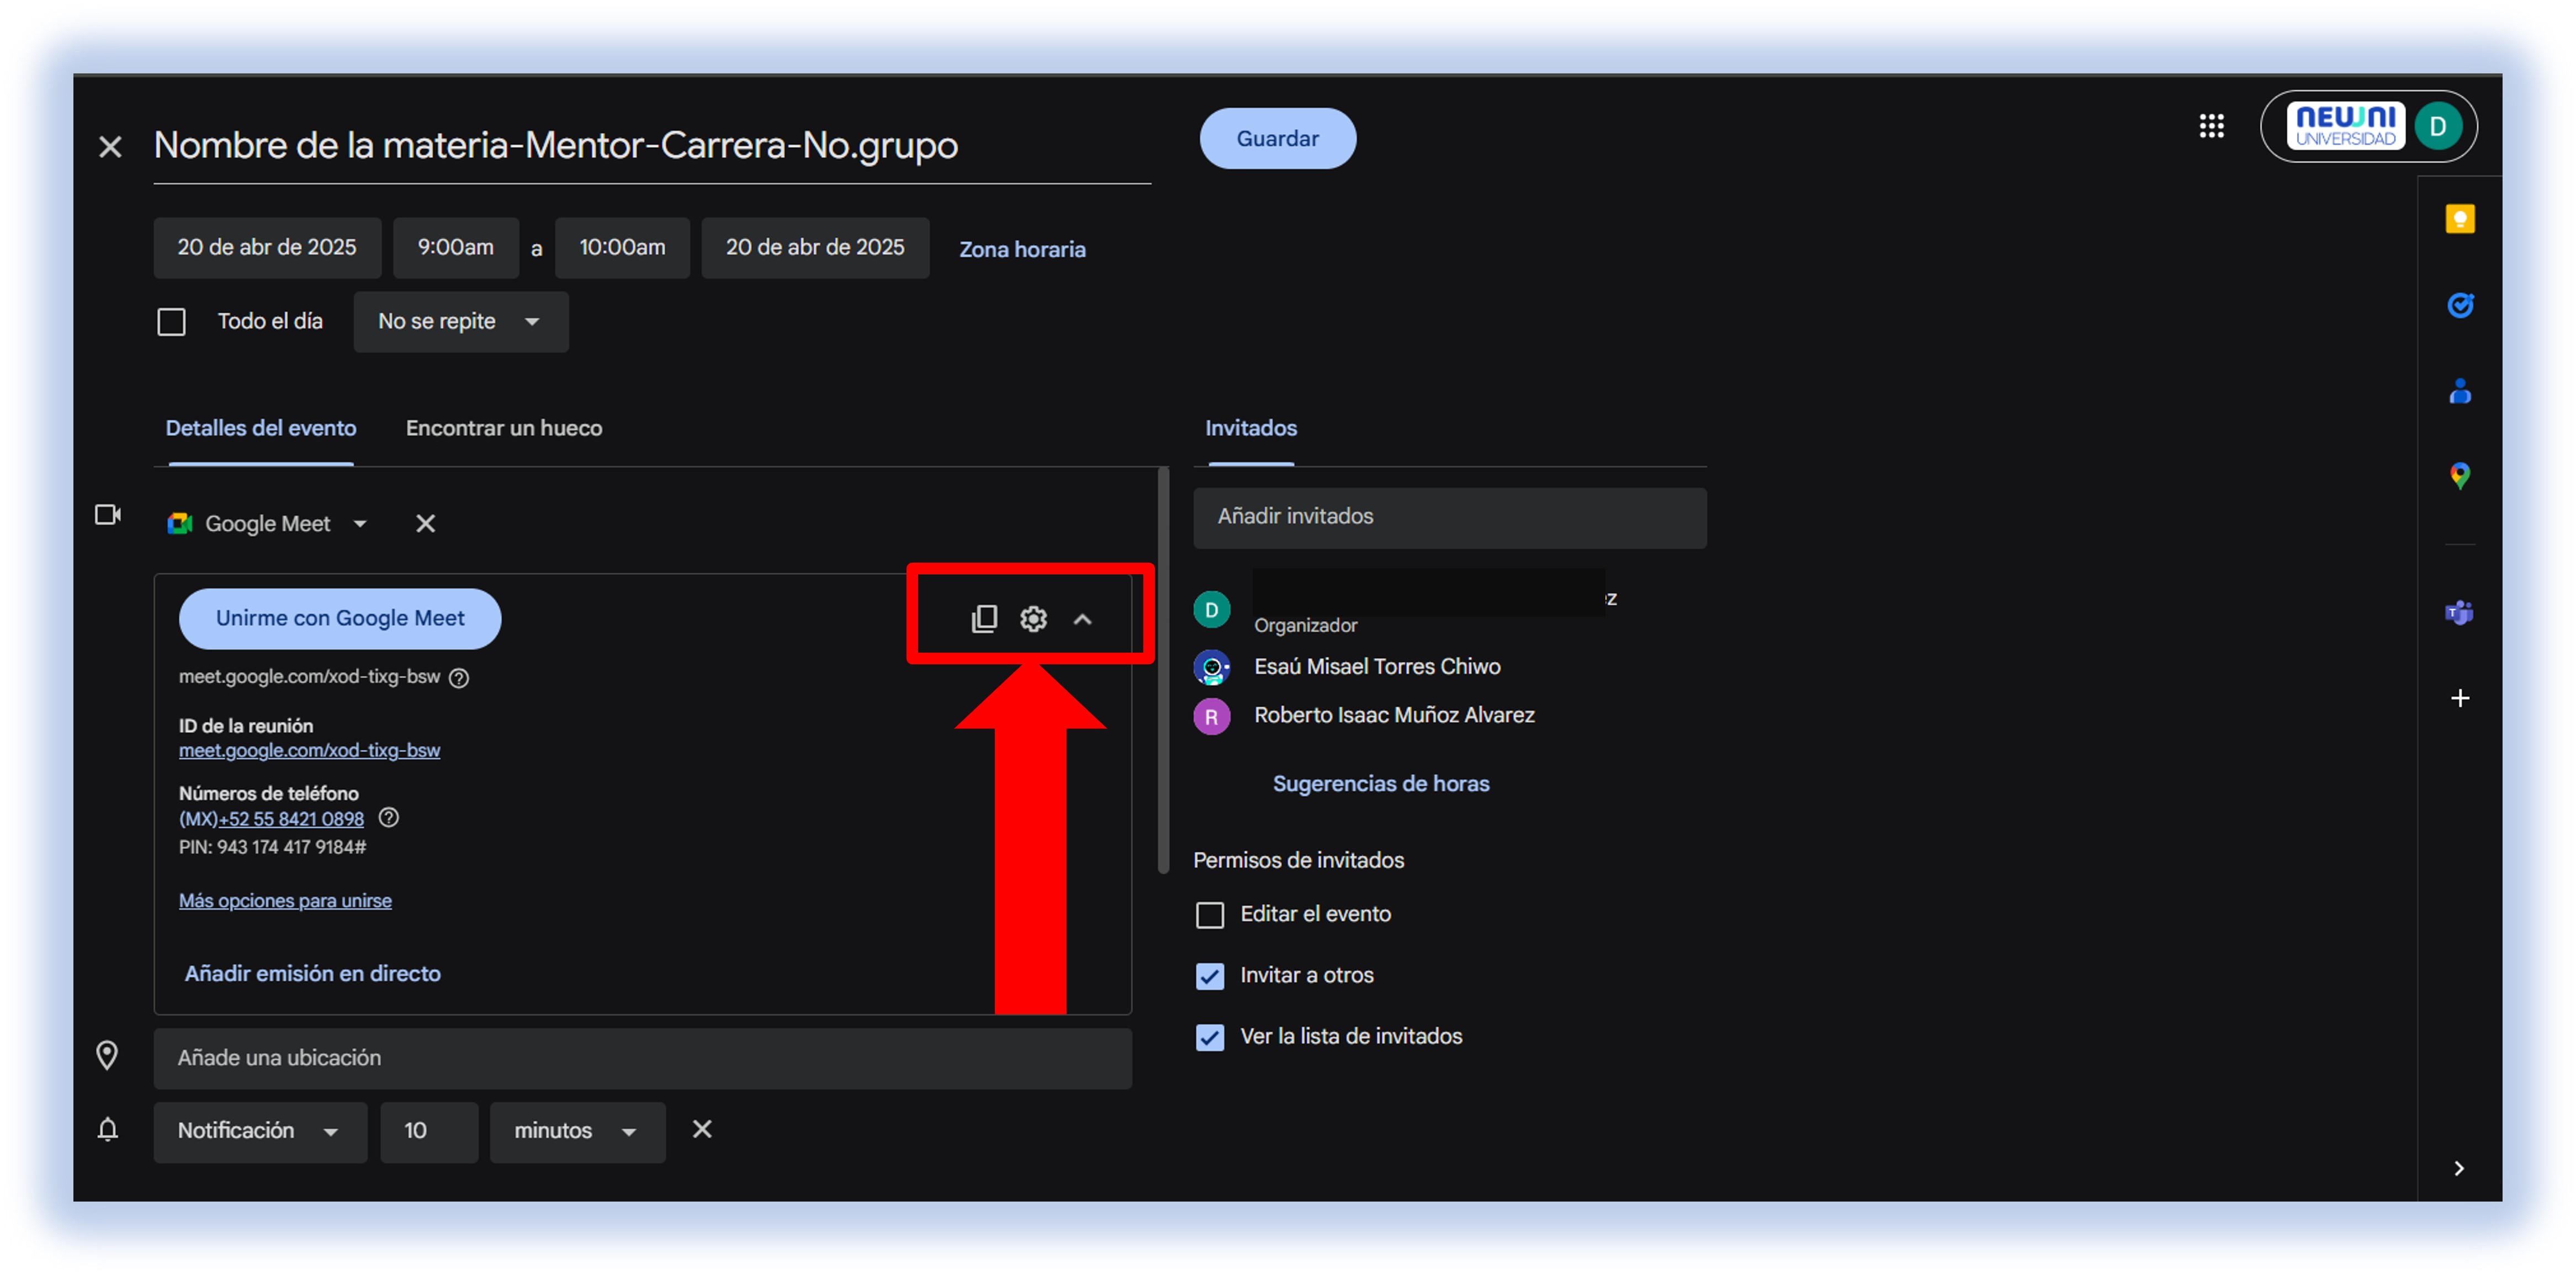 Nombre de la materia-Mentor-Carrera-No.grupo
Guardar
NEUUNI
UNIVERSIDAD
D
20 de abr de 2025 9:00am a 10:00am 20 de abr de 2025 Zona horaria
Todo el día No se repite
Detalles del evento Encontrar un hueco
Google Meet
Unirme con Google Meet
meet.google.com/xod-tixg-bsw
ID de la reunión
meet.google.com/xod-tixg-bsw
Números de teléfono
(MX)+52 55 8421 0898
PIN: 943 174 417 9184#
Más opciones para unirse
Añadir emisión en directo
Añade una ubicación
Notificación 10 minutos
Invitados
Añadir invitados
D
Organizador
Esaú Misael Torres Chiwo
R Roberto Isaac Muñoz Alvarez
Sugerencias de horas
Permisos de invitados
Editar el evento
Invitar a otros
Ver la lista de invitados